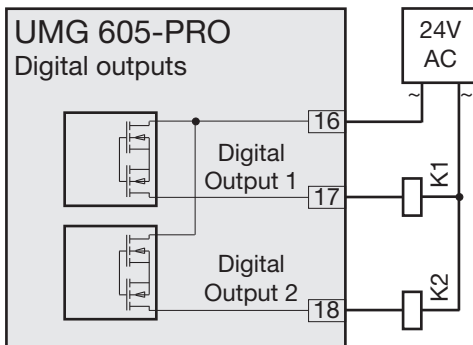 UMG 605-PRO
Digital outputs
24V
AC
~ ~
16
Digital
Output 1
17
K1
Digital
Output 2
18
K2